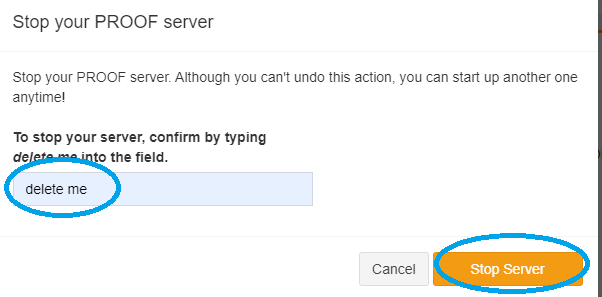 Stop your PROOF server
Stop your PROOF server. Although you can't undo this action, you can start up another one
anytime!
To stop your server, confirm by typing
delete me into the field.
delete me
Cancel Stop Server